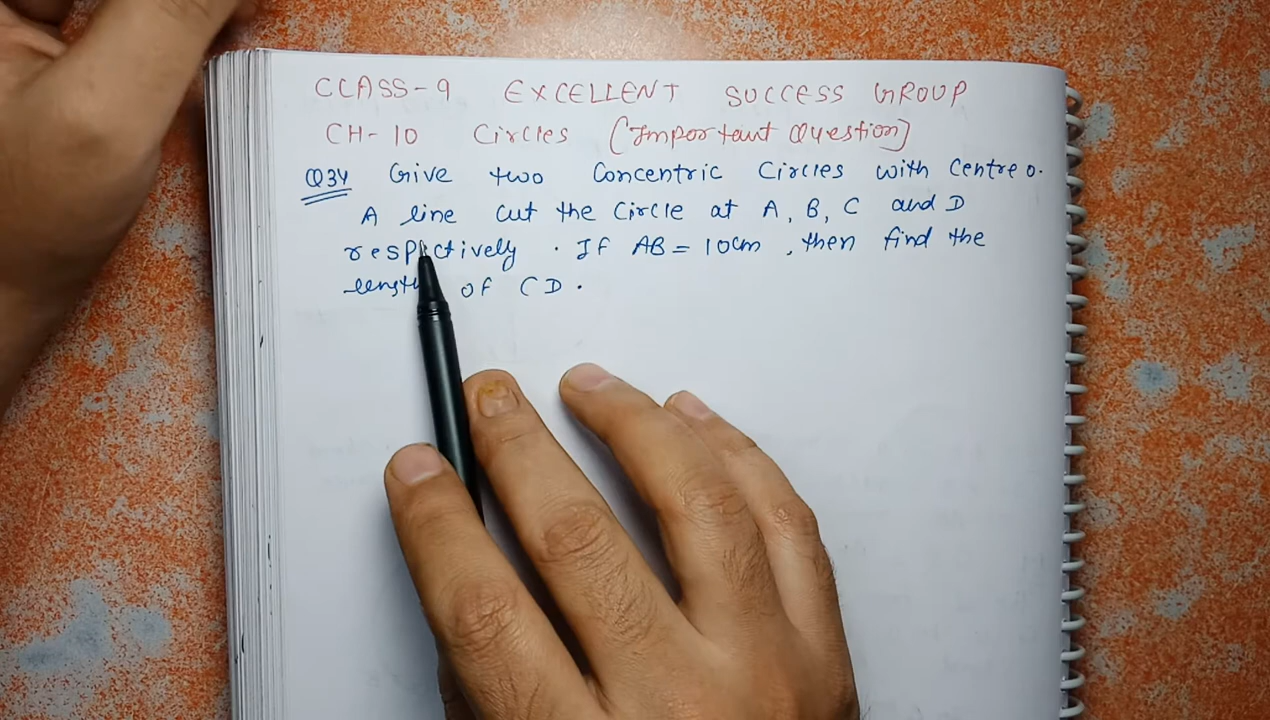 CLASS-9 EXCELLENT SUCCESS GROUP
CH-10 Circles (Important Question)
Q34 Give two Concentric Circles with Centre O.
A line cut the Circle at A, B, C and D
respectively. If AB = 10cm, then find the
length of CD.